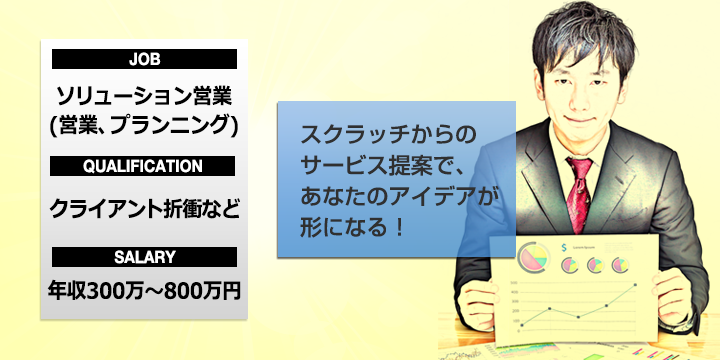 JOB
ソリューション営業
(営業、プランニング)
QUALIFICATION
クライアント折衝など
SALARY
年収300万～800万円
スクラッチからの
サービス提案で、
あなたのアイデアが
形になる！
$